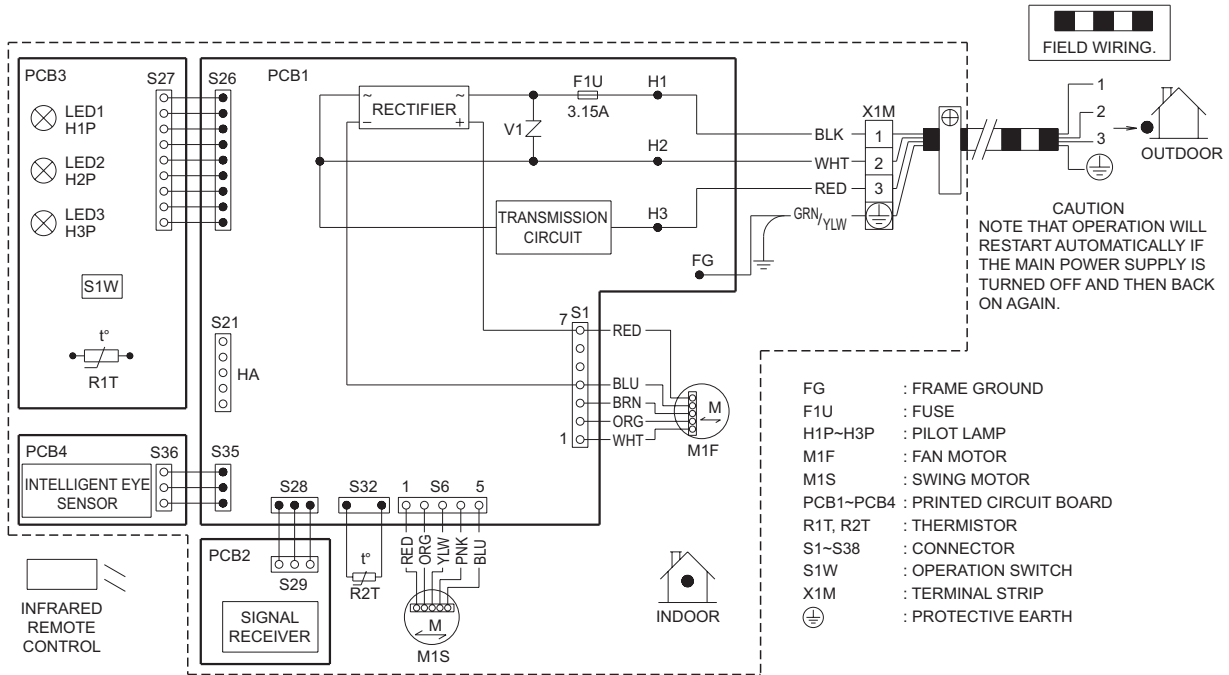 FIELD WIRING.
PCB3
S27
S26
PCB1
LED1
H1P
LED2
H2P
LED3
H3P
S1W
t°
R1T
S21
HA
~
~
RECTIFIER
–
+
V1
F1U
3.15A
H1
H2
H3
TRANSMISSION
CIRCUIT
FG
BLK
WHT
RED
GRN/
YLW
X1M
1
2
3
1
2
3
OUTDOOR
CAUTION
NOTE THAT OPERATION WILL
RESTART AUTOMATICALLY IF
THE MAIN POWER SUPPLY IS
TURNED OFF AND THEN BACK
ON AGAIN.
S1
7
1
RED
BLU
BRN
ORG
WHT
M
M1F
PCB4
S36
INTELLIGENT EYE
SENSOR
S35
S28
S32
1 S6 5
PCB2
S29
SIGNAL
RECEIVER
t°
R2T
RED
ORG
YLW
PNK
BLU
M
M1S
INFRARED
REMOTE
CONTROL
INDOOR
FG : FRAME GROUND
F1U : FUSE
H1P~H3P : PILOT LAMP
M1F : FAN MOTOR
M1S : SWING MOTOR
PCB1~PCB4 : PRINTED CIRCUIT BOARD
R1T, R2T : THERMISTOR
S1~S38 : CONNECTOR
S1W : OPERATION SWITCH
X1M : TERMINAL STRIP
: PROTECTIVE EARTH